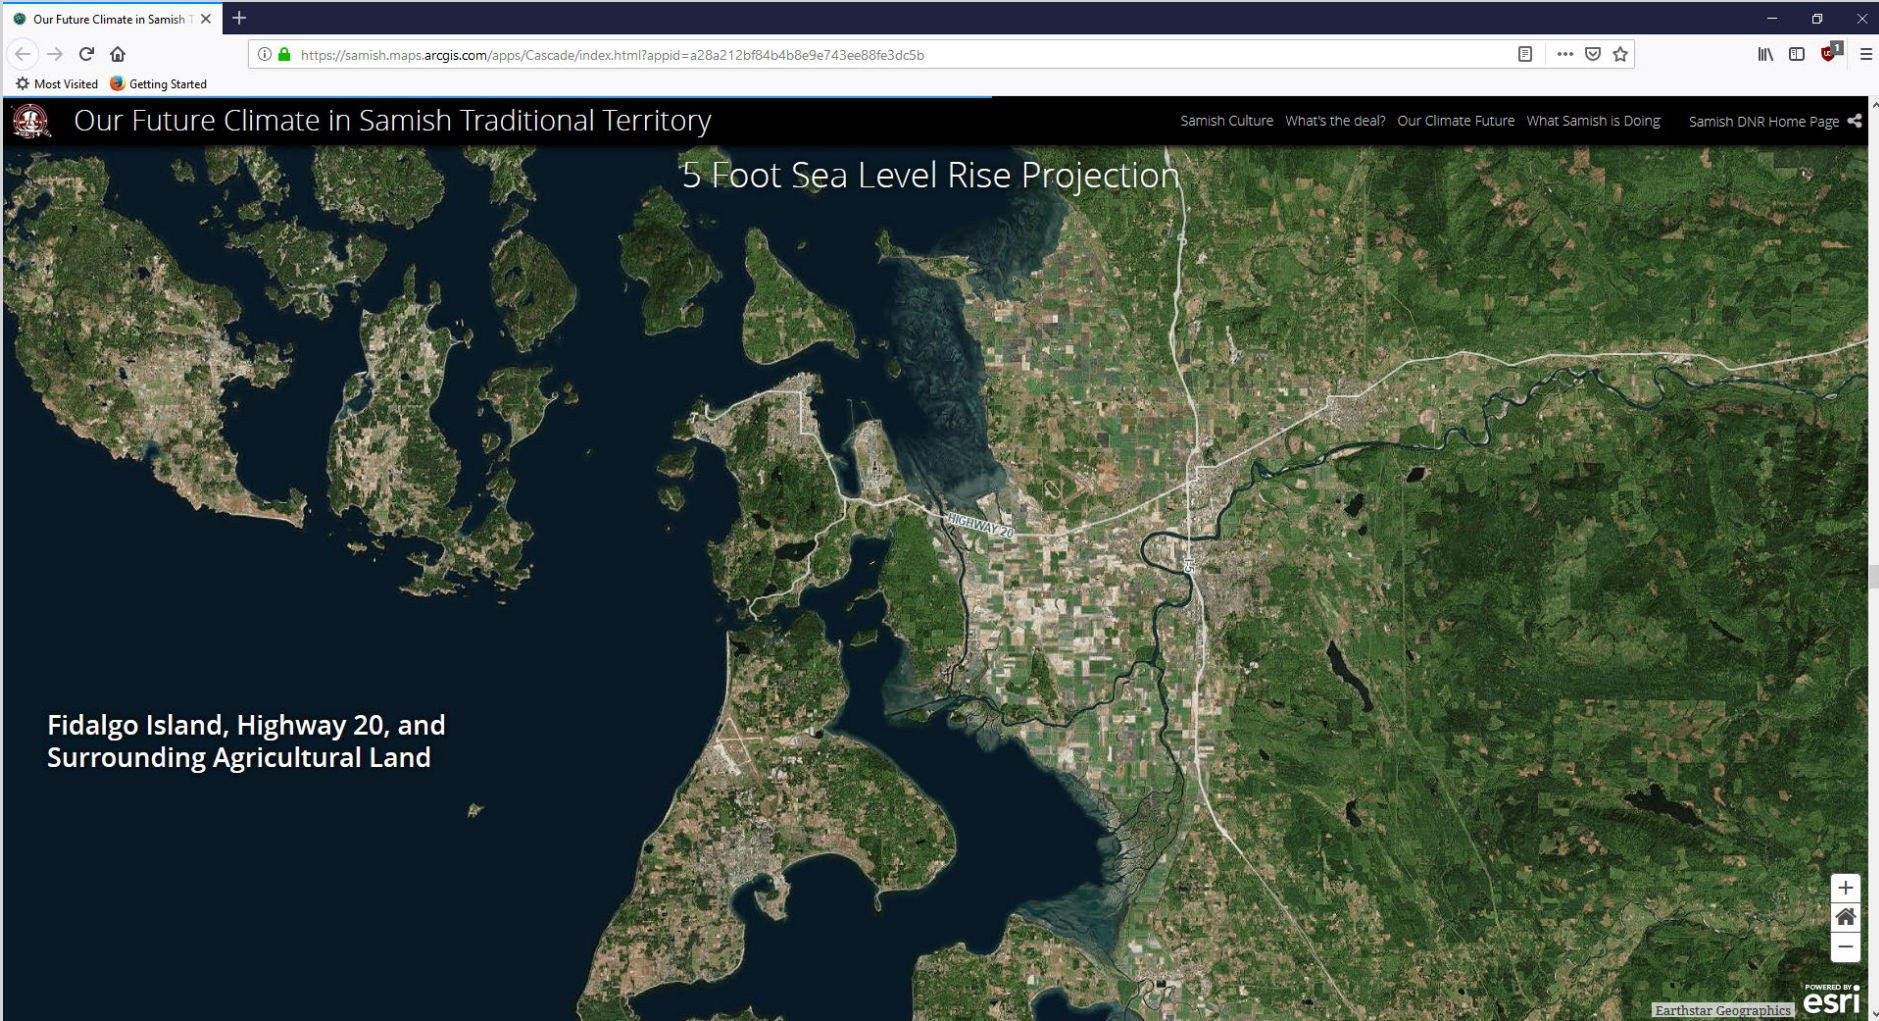 Our Future Climate in Samish T
https://samish.maps.arcgis.com/apps/Cascade/index.html?appid=a28a212bf84b4b8e9e743ee88fe3dc5b
1
Most Visited Getting Started
Our Future Climate in Samish Traditional Territory
Samish Culture What's the deal? Our Climate Future What Samish is Doing Samish DNR Home Page
5 Foot Sea Level Rise Projection
HIGHWAY 20
I-5
Fidalgo Island, Highway 20, and
Surrounding Agricultural Land
POWERED BY
esri
Earthstar Geographics